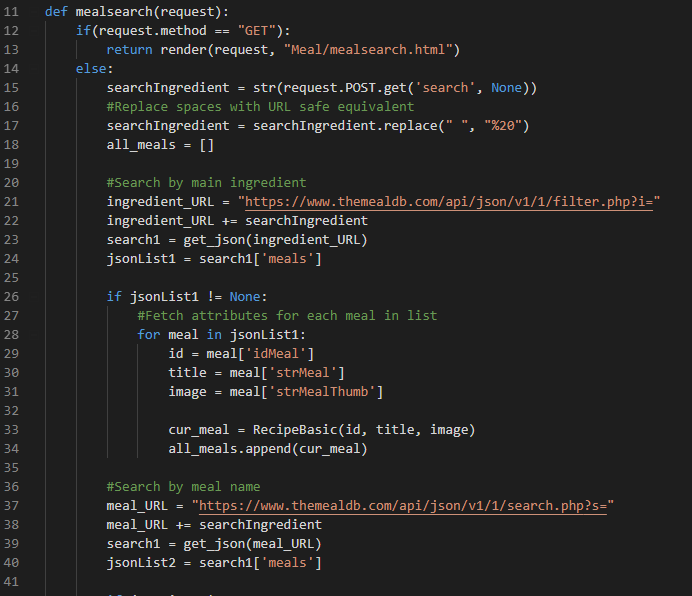 11 def mealsearch(request):
12     if(request.method == "GET"):
13         return render(request, "Meal/mealsearch.html")
14     else:
15         searchIngredient = str(request.POST.get('search', None))
16         #Replace spaces with URL safe equivalent
17         searchIngredient = searchIngredient.replace(" ", "%20")
18         all_meals = []
19
20         #Search by main ingredient
21         ingredient_URL = "https://www.themealdb.com/api/json/v1/1/filter.php?i="
22         ingredient_URL += searchIngredient
23         search1 = get_json(ingredient_URL)
24         jsonList1 = search1['meals']
25
26         if jsonList1 != None:
27             #Fetch attributes for each meal in list
28             for meal in jsonList1:
29                 id = meal['idMeal']
30                 title = meal['strMeal']
31                 image = meal['strMealThumb']
32
33                 cur_meal = RecipeBasic(id, title, image)
34                 all_meals.append(cur_meal)
35
36         #Search by meal name
37         meal_URL = "https://www.themealdb.com/api/json/v1/1/search.php?s="
38         meal_URL += searchIngredient
39         search1 = get_json(meal_URL)
40         jsonList2 = search1['meals']
41